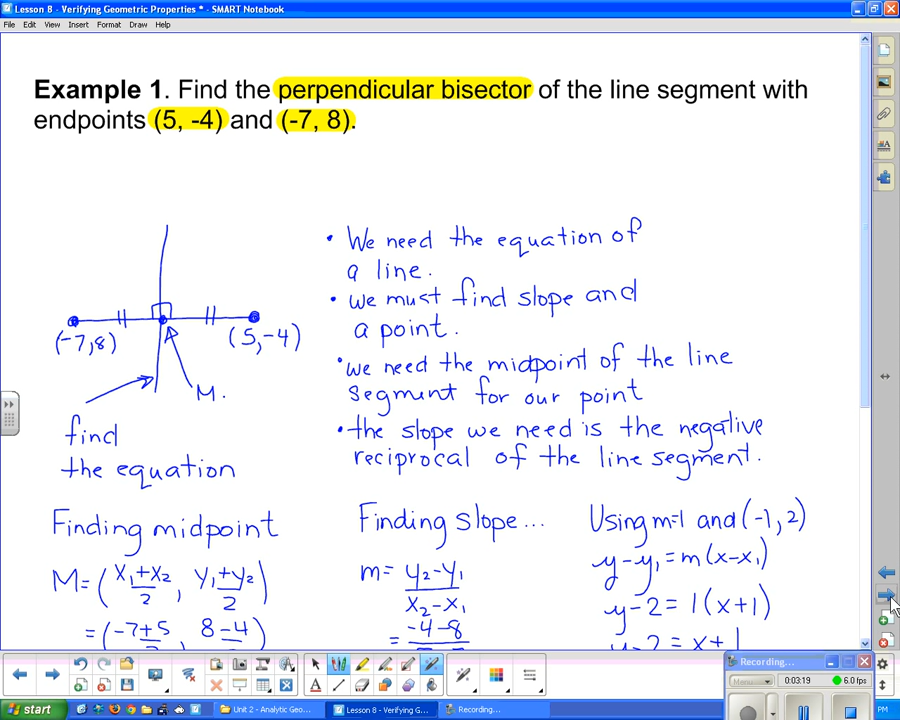 Lesson 8 - Verifying Geometric Properties * - SMART Notebook
File Edit View Insert Format Draw Help
Example 1. Find the perpendicular bisector of the line segment with
endpoints (5, -4) and (-7, 8).
(-7,8)
(5,-4)
M.
find
the equation
• We need the equation of
a line.
• we must find slope and
a point.
• we need the midpoint of the line
segment for our point
• the slope we need is the negative
reciprocal of the line segment.
Finding midpoint
M= (x₁+x₂/2 , y₁+y₂/2)
= (-7+5 , 8-4)
Finding slope...
m= y₂-y₁
x₂-x₁
= -4-8
Using m=1 and (-1,2)
y-y₁=m(x-x₁)
y-2=1(x+1)
y-2=x+1
Recording...
Menu
0:03:19
6.0 fps
start
Unit 2 - Analytic Geo...
Lesson 8 - Verifying G...
Recording...
PM